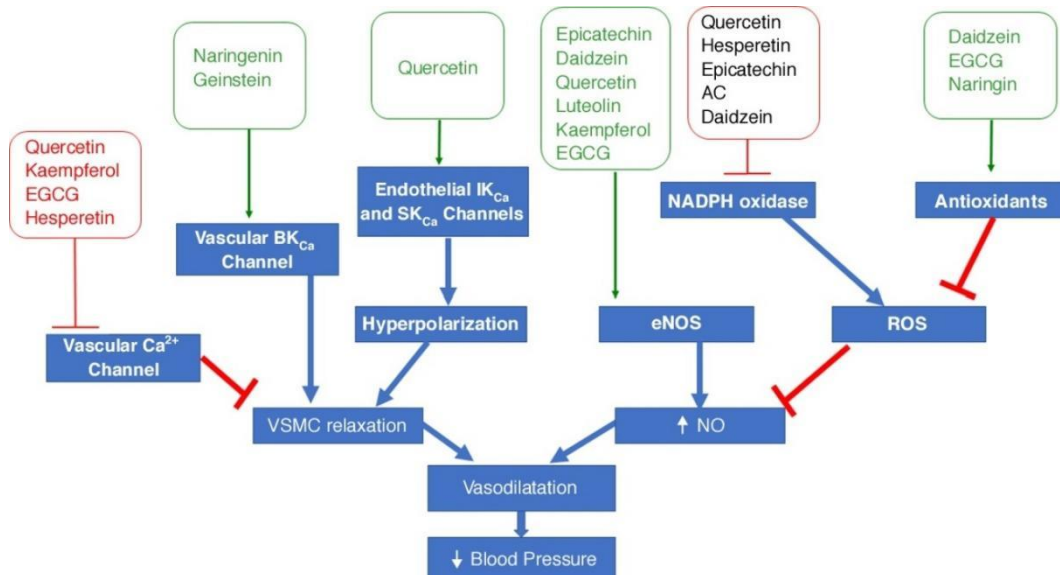 Naringenin
Geinstein
Quercetin
Epicatechin
Daidzein
Quercetin
Luteolin
Kaempferol
EGCG
Quercetin
Hesperetin
Epicatechin
AC
Daidzein
Daidzein
EGCG
Naringin
Quercetin
Kaempferol
EGCG
Hesperetin
Vascular BKCa
Channel
Endothelial IKCa
and SKCa Channels
NADPH oxidase
Antioxidants
Vascular Ca2+
Channel
Hyperpolarization
eNOS
ROS
VSMC relaxation
↑ NO
Vasodilatation
↓ Blood Pressure